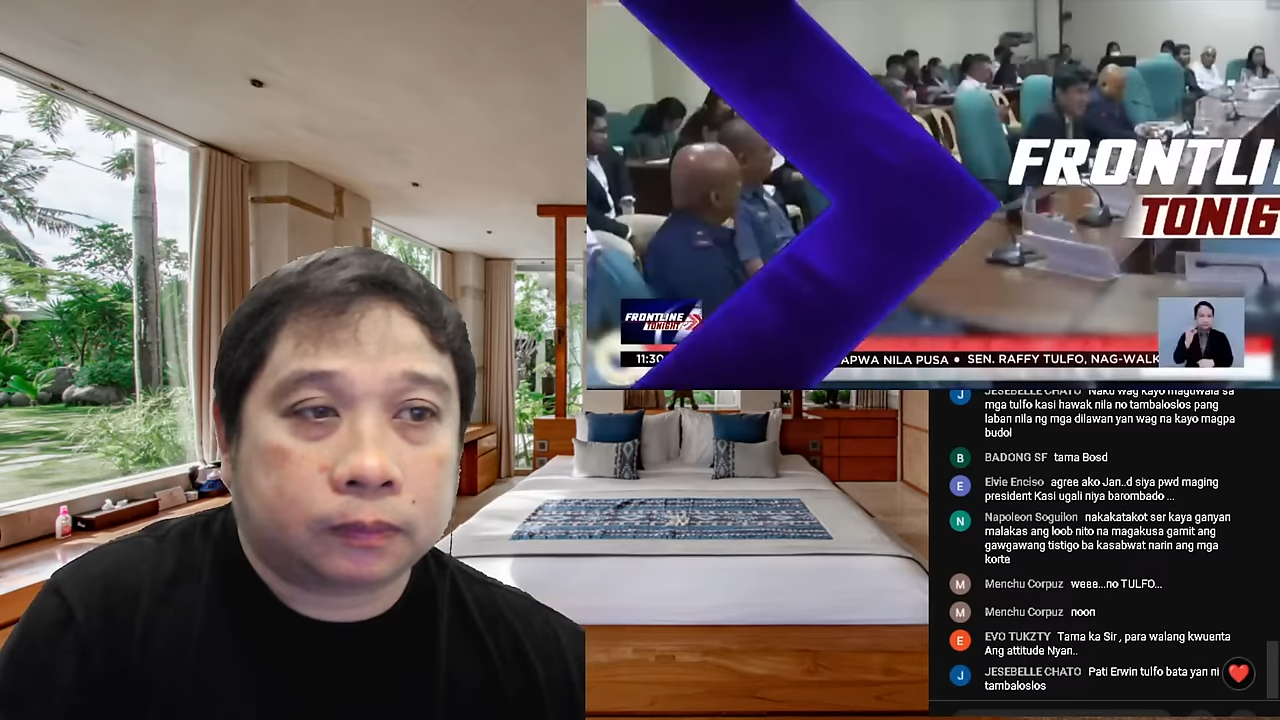 FRONTLI
TONIG
FRONTLINE
TONIGHT
11:30
APWA NILA PUSA ● SEN. RAFFY TULFO, NAG-WALK
JESEBELLE CHATO Naku wag kayo magtiwala sa
mga tulfo kasi hawak nila no tambaloslos pang
laban nila ng mga dilawan yan wag na kayo magpa
budol
B BADONG SF tama Bosd
E Elvie Enciso agree ako Jan..d siya pwd maging
president Kasi ugali niya barombado ...
N Napoleon Soguilon nakakatakot ser kaya ganyan
malakas ang loob nito na magakusa gamit ang
gawgawang tistigo ba kasabwat narin ang mga
korte
M Menchu Corpuz weee...no TULFO...
M Menchu Corpuz noon
E EVO TUKZTY Tama ka Sir , para walang kwuenta
Ang attitude Nyan..
J JESEBELLE CHATO Pati Erwin tulfo bata yan ni
tambaloslos